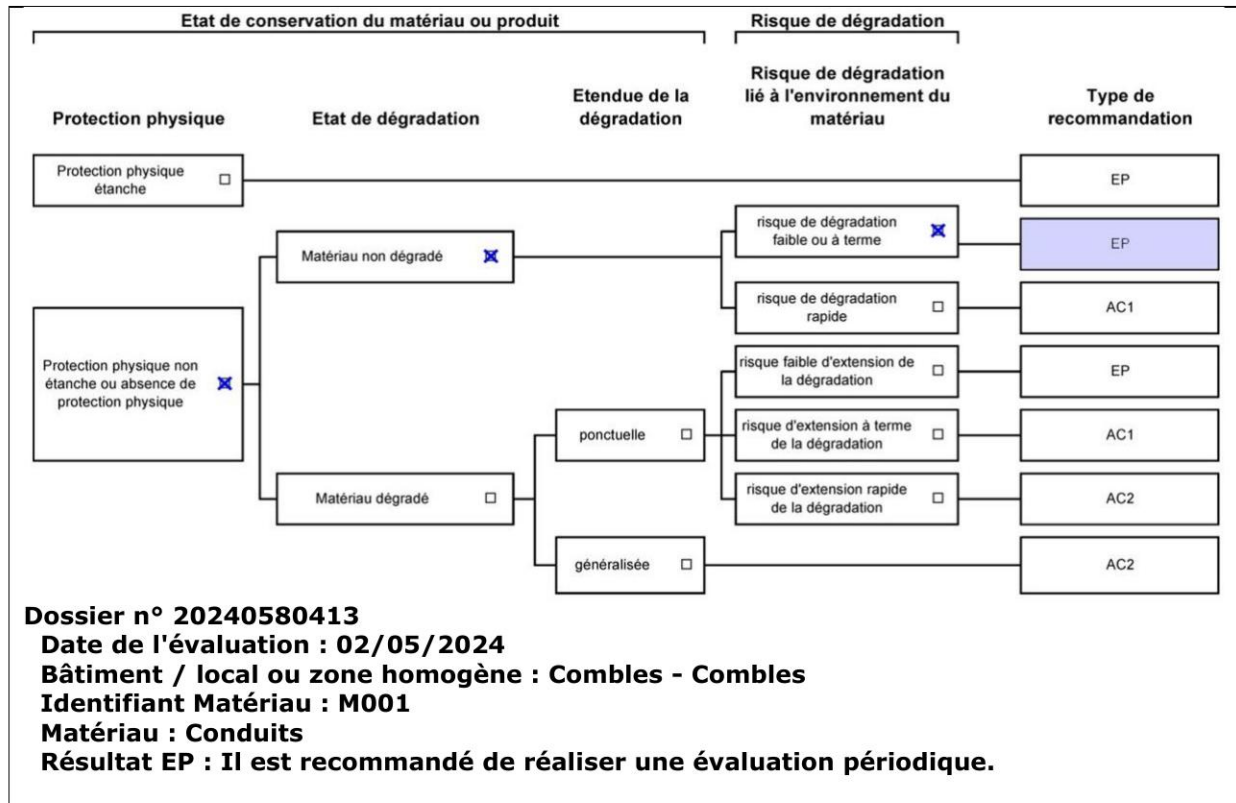 Etat de conservation du matériau ou produit
Risque de dégradation
Protection physique
Etat de dégradation
Etendue de la
dégradation
Risque de dégradation
lié à l'environnement du
matériau
Type de
recommandation
Protection physique
étanche
EP
Protection physique non
étanche ou absence de
protection physique
Matériau non dégradé
risque de dégradation
faible ou à terme
EP
risque de dégradation
rapide
AC1
Matériau dégradé
ponctuelle
risque faible d'extension de
la dégradation
EP
risque d'extension à terme
de la dégradation
AC1
risque d'extension rapide
de la dégradation
AC2
généralisée
AC2
Dossier n° 20240580413
Date de l'évaluation : 02/05/2024
Bâtiment / local ou zone homogène : Combles - Combles
Identifiant Matériau : M001
Matériau : Conduits
Résultat EP : Il est recommandé de réaliser une évaluation périodique.